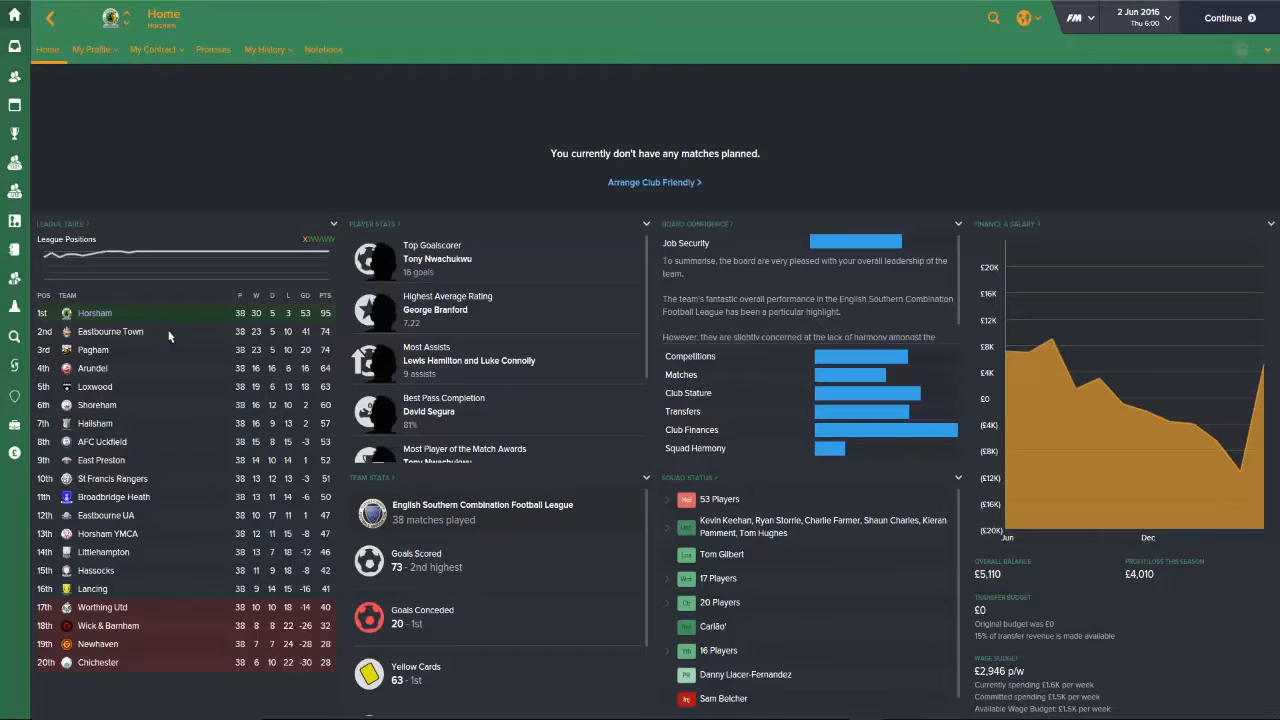 Home
Horsham
FM
2 Jun 2016
Thu 6:00
Continue
Home My Profile My Contract Promises My History Notebooks
You currently don't have any matches planned.
Arrange Club Friendly >
LEAGUE TABLE >
League Positions XWWWW
POS TEAM P W D L GD PTS
1st Horsham 38 30 5 3 53 95
2nd Eastbourne Town 38 23 5 10 41 74
3rd Pagham 38 23 5 10 20 74
4th Arundel 38 16 16 6 16 64
5th Loxwood 38 19 6 13 18 63
6th Shoreham 38 16 12 10 2 60
7th Hailsham 38 16 9 13 2 57
8th AFC Uckfield 38 15 8 15 -3 53
9th East Preston 38 14 10 14 1 52
10th St Francis Rangers 38 13 12 13 -3 51
11th Broadbridge Heath 38 13 11 14 -6 50
12th Eastbourne UA 38 10 17 11 1 47
13th Horsham YMCA 38 12 11 15 -8 47
14th Littlehampton 38 13 7 18 -12 46
15th Hassocks 38 11 9 18 -8 42
16th Lancing 38 9 14 15 -16 41
17th Worthing Utd 38 10 10 18 -14 40
18th Wick & Barnham 38 8 8 22 -26 32
19th Newhaven 38 7 7 24 -38 28
20th Chichester 38 6 10 22 -30 28
PLAYER STATS >
Top Goalscorer
Tony Nwachukwu
16 goals
Highest Average Rating
George Branford
7.22
Most Assists
Lewis Hamilton and Luke Connolly
9 assists
Best Pass Completion
David Segura
81%
Most Player of the Match Awards
Tony Nwachukwu
TEAM STATS >
English Southern Combination Football League
38 matches played
Goals Scored
73 - 2nd highest
Goals Conceded
20 - 1st
Yellow Cards
63 - 1st
BOARD CONFIDENCE >
Job Security
To summarise, the board are very pleased with your overall leadership of the
team.
The team's fantastic overall performance in the English Southern Combination
Football League has been a particular highlight.
However, they are slightly concerned at the lack of harmony amongst the
Competitions
Matches
Club Stature
Transfers
Club Finances
Squad Harmony
SQUAD STATUS >
Hol 53 Players
Kevin Keehan, Ryan Storrie, Charlie Farmer, Shaun Charles, Kieran
Pamment, Tom Hughes
Loa Tom Gilbert
Wnt 17 Players
Ctr 20 Players
Carlão'
Yth 16 Players
PR Danny Llacer-Fernandez
Inj Sam Belcher
FINANCE & SALARY >
£20K
£16K
£12K
£8K
£4K
£0
(£4K)
(£8K)
(£12K)
(£16K)
(£20K)
Jun Dec
OVERALL BALANCE
£5,110
PROFIT/LOSS THIS SEASON
£4,010
TRANSFER BUDGET
£0
Original budget was £0
15% of transfer revenue is made available
WAGE BUDGET
£2,946 p/w
Currently spending £1.6K per week
Committed spending £1.5K per week
Available Wage Budget: £1.5K per week